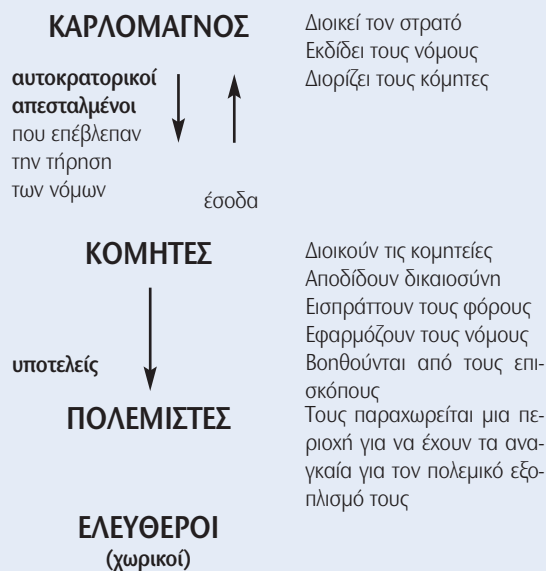 ΚΑΡΛΟΜΑΓΝΟΣ
Διοικεί τον στρατό
Εκδίδει τους νόμους
Διορίζει τους κόμητες
αυτοκρατορικοί
απεσταλμένοι
που επέβλεπαν
την τήρηση
των νόμων
έσοδα
ΚΟΜΗΤΕΣ
Διοικούν τις κομητείες
Αποδίδουν δικαιοσύνη
Εισπράττουν τους φόρους
Εφαρμόζουν τους νόμους
Βοηθούνται από τους επι-
σκόπους
υποτελείς
ΠΟΛΕΜΙΣΤΕΣ
Τους παραχωρείται μια πε-
ριοχή για να έχουν τα ανα-
γκαία για τον πολεμικό εξο-
πλισμό τους
ΕΛΕΥΘΕΡΟΙ
(χωρικοί)